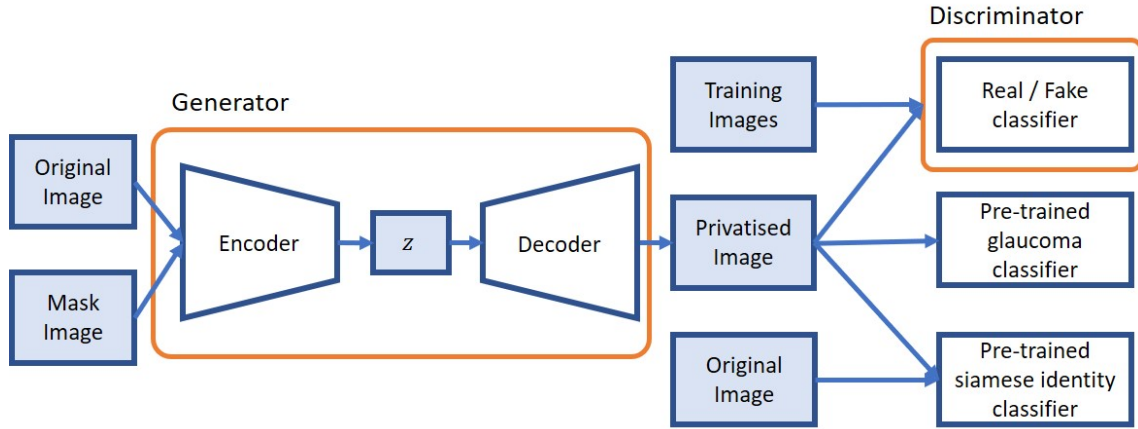 Discriminator
Generator
Original
Image
Mask
Image
Encoder
z
Decoder
Training
Images
Privatised
Image
Original
Image
Real / Fake
classifier
Pre-trained
glaucoma
classifier
Pre-trained
siamese identity
classifier